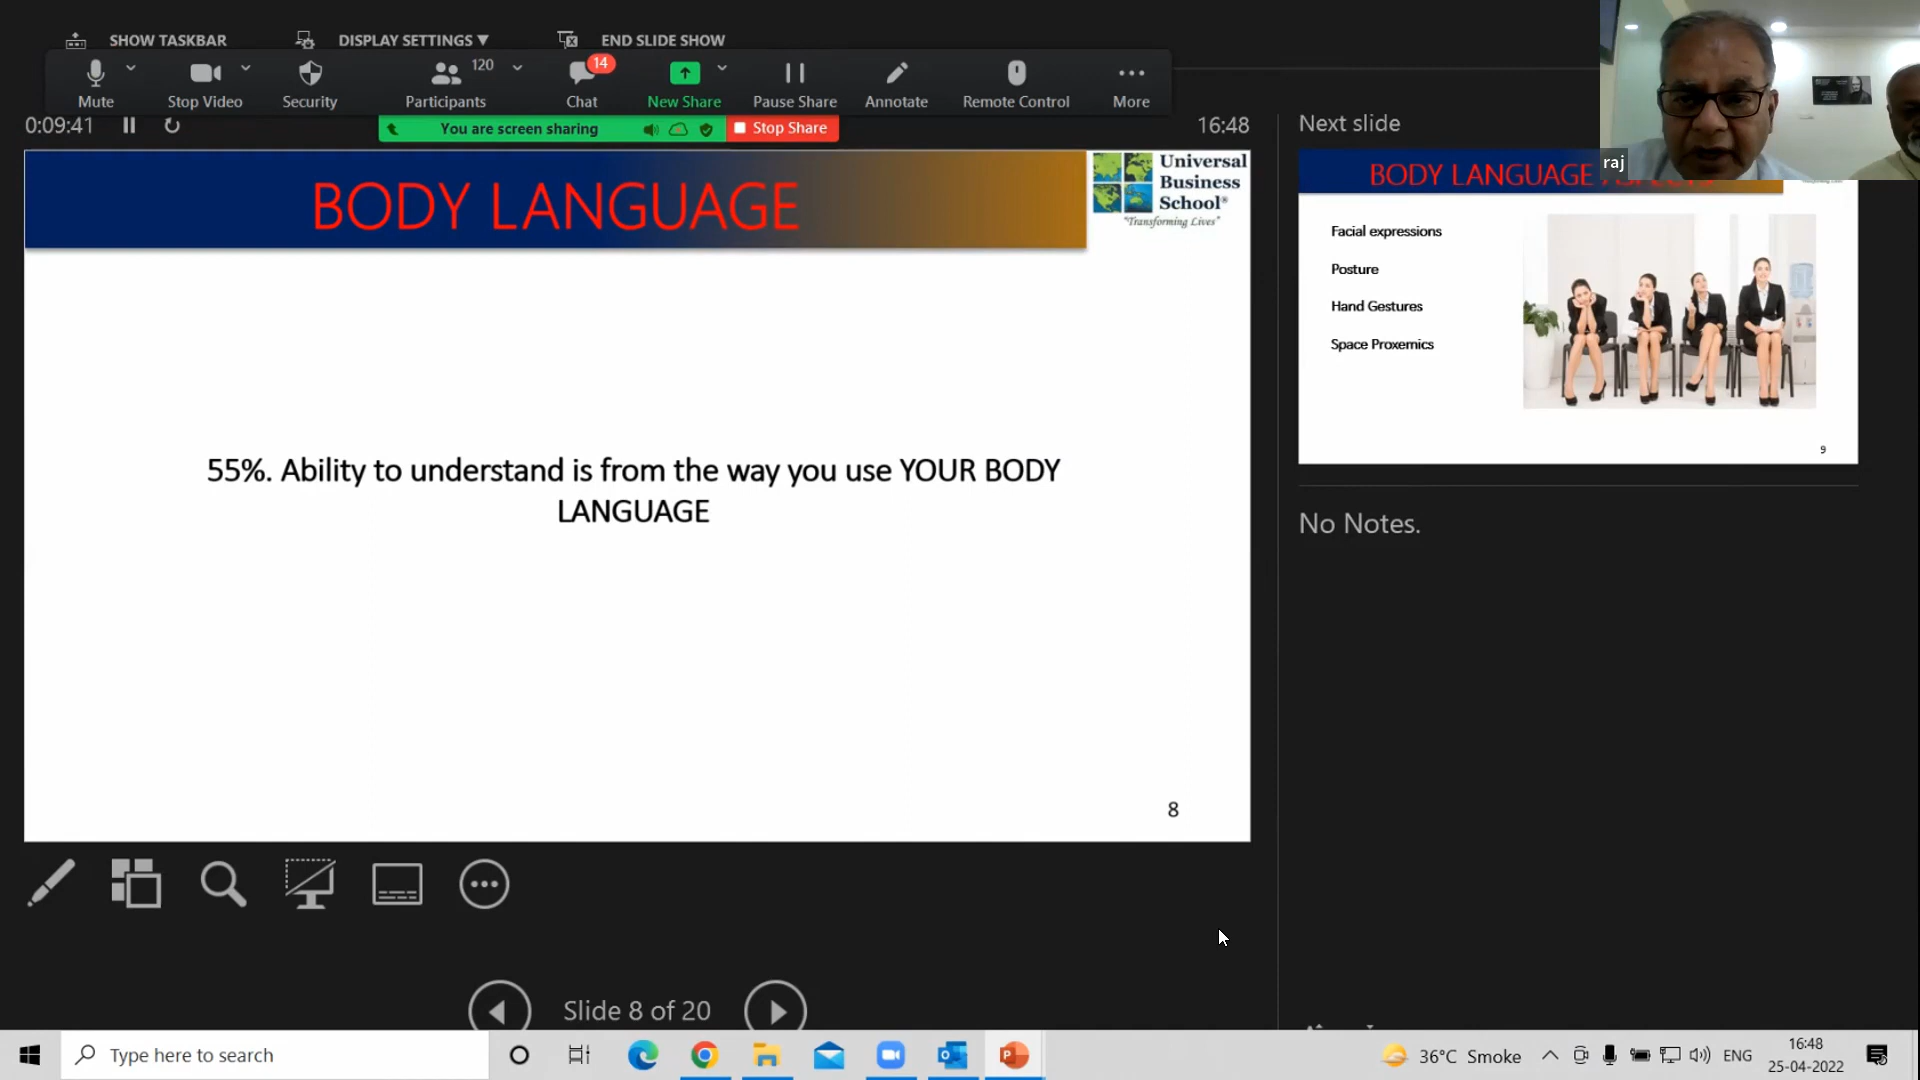 SHOW TASKBAR
DISPLAY SETTINGS ▼
END SLIDE SHOW
Mute
Stop Video
Security
120
Participants
14
Chat
New Share
Pause Share
Annotate
Remote Control
More
0:09:41
You are screen sharing
Stop Share
16:48
BODY LANGUAGE
Universal
Business
School®
"Transforming Lives"
55%. Ability to understand is from the way you use YOUR BODY
LANGUAGE
8
Slide 8 of 20
Next slide
raj
BODY LANGUAGE
Facial expressions
Posture
Hand Gestures
Space Proxemics
9
No Notes.
Type here to search
36°C Smoke
ENG
16:48
25-04-2022